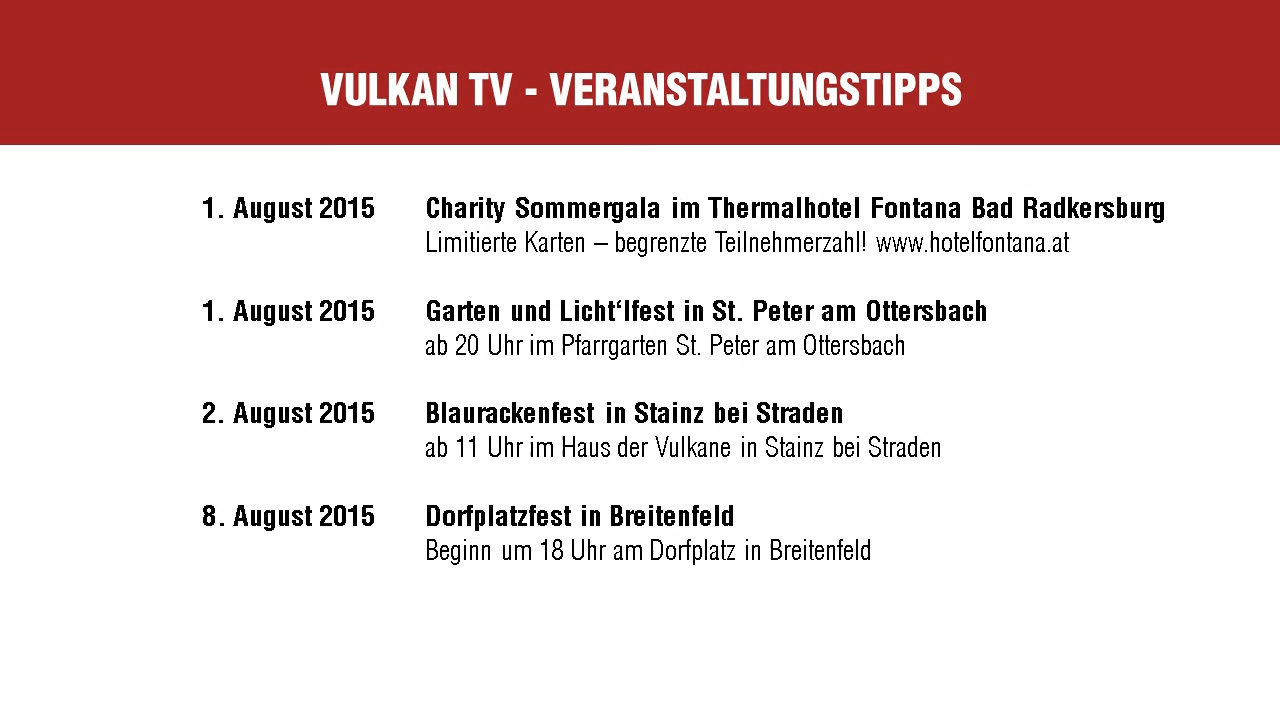 VULKAN TV - VERANSTALTUNGSTIPPS
1. August 2015 Charity Sommergala im Thermalhotel Fontana Bad Radkersburg
Limitierte Karten – begrenzte Teilnehmerzahl! www.hotelfontana.at
1. August 2015 Garten und Licht‘lfest in St. Peter am Ottersbach
ab 20 Uhr im Pfarrgarten St. Peter am Ottersbach
2. August 2015 Blaurackenfest in Stainz bei Straden
ab 11 Uhr im Haus der Vulkane in Stainz bei Straden
8. August 2015 Dorfplatzfest in Breitenfeld
Beginn um 18 Uhr am Dorfplatz in Breitenfeld